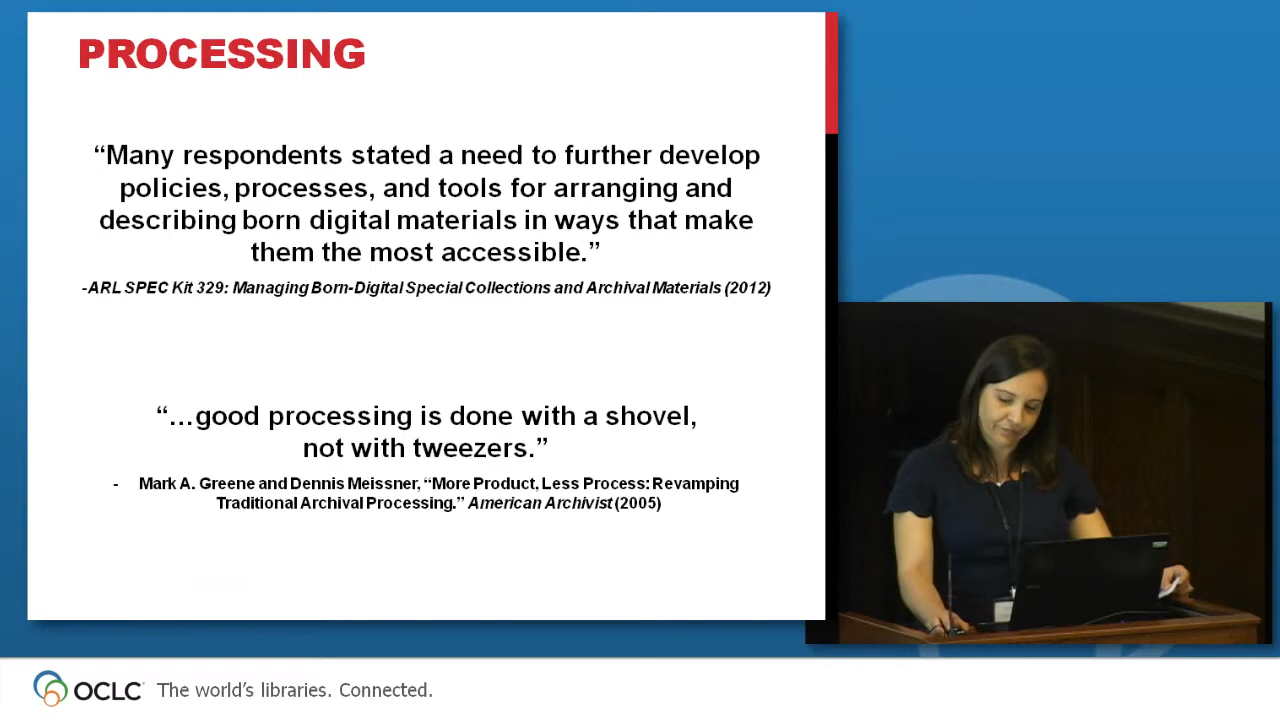 PROCESSING
“Many respondents stated a need to further develop
policies, processes, and tools for arranging and
describing born digital materials in ways that make
them the most accessible.”
-ARL SPEC Kit 329: Managing Born-Digital Special Collections and Archival Materials (2012)
“…good processing is done with a shovel,
not with tweezers.”
- Mark A. Greene and Dennis Meissner, “More Product, Less Process: Revamping
Traditional Archival Processing.” American Archivist (2005)
OCLC The world’s libraries. Connected.